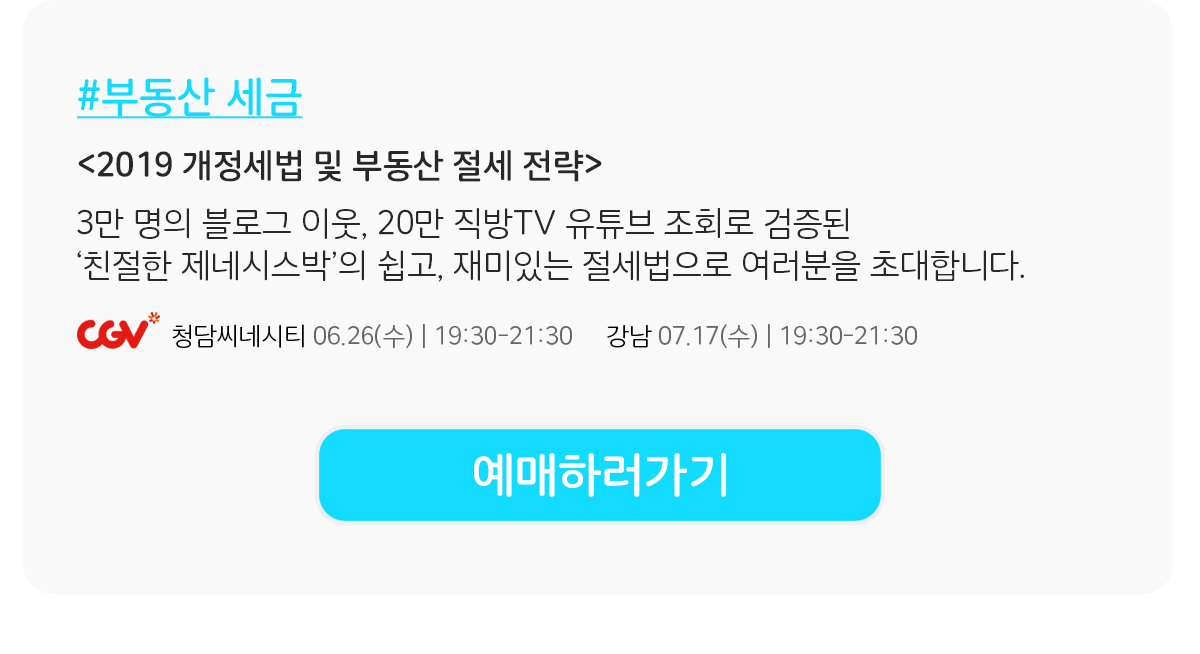 #부동산 세금
<2019 개정세법 및 부동산 절세 전략>
3만 명의 블로그 이웃, 20만 직방TV 유튜브 조회로 검증된
‘친절한 제네시스박’의 쉽고, 재미있는 절세법으로 여러분을 초대합니다.
CGV 청담씨네시티 06.26(수) | 19:30-21:30 강남 07.17(수) | 19:30-21:30
예매하러가기